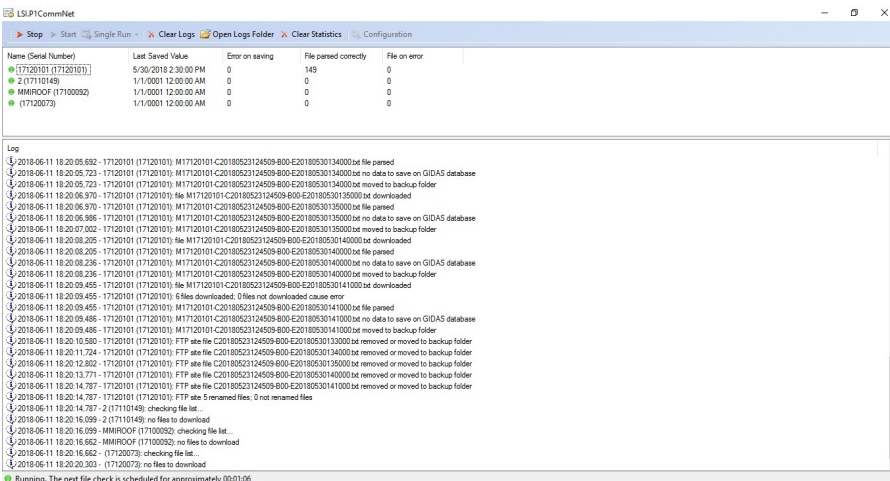 LSI.P1CommNet
Stop Start Single Run Clear Logs Open Logs Folder Clear Statistics Configuration
Name (Serial Number) Last Saved Value Error on saving File parsed correctly File on error
17120101 (17120101) 5/30/2018 2:30:00 PM 0 149 0
2 (17110149) 1/1/0001 12:00:00 AM 0 0 0
MMIROOF (17100092) 1/1/0001 12:00:00 AM 0 0 0
(17120073) 1/1/0001 12:00:00 AM 0 0 0
Log
2018-06-11 18:20:05,692 - 17120101 (17120101): M17120101-C20180523124509-B00-E20180530134000.txt file parsed
2018-06-11 18:20:05,723 - 17120101 (17120101): M17120101-C20180523124509-B00-E20180530134000.txt no data to save on GIDAS database
2018-06-11 18:20:05,723 - 17120101 (17120101): M17120101-C20180523124509-B00-E20180530134000.txt moved to backup folder
2018-06-11 18:20:06,970 - 17120101 (17120101): file M17120101-C20180523124509-B00-E20180530135000.txt downloaded
2018-06-11 18:20:06,970 - 17120101 (17120101): M17120101-C20180523124509-B00-E20180530135000.txt file parsed
2018-06-11 18:20:06,986 - 17120101 (17120101): M17120101-C20180523124509-B00-E20180530135000.txt no data to save on GIDAS database
2018-06-11 18:20:07,002 - 17120101 (17120101): M17120101-C20180523124509-B00-E20180530135000.txt moved to backup folder
2018-06-11 18:20:08,205 - 17120101 (17120101): file M17120101-C20180523124509-B00-E20180530140000.txt downloaded
2018-06-11 18:20:08,205 - 17120101 (17120101): M17120101-C20180523124509-B00-E20180530140000.txt file parsed
2018-06-11 18:20:08,236 - 17120101 (17120101): M17120101-C20180523124509-B00-E20180530140000.txt no data to save on GIDAS database
2018-06-11 18:20:08,236 - 17120101 (17120101): M17120101-C20180523124509-B00-E20180530140000.txt moved to backup folder
2018-06-11 18:20:09,455 - 17120101 (17120101): file M17120101-C20180523124509-B00-E20180530141000.txt downloaded
2018-06-11 18:20:09,455 - 17120101 (17120101): 6 files downloaded; 0 files not downloaded cause error
2018-06-11 18:20:09,455 - 17120101 (17120101): M17120101-C20180523124509-B00-E20180530141000.txt file parsed
2018-06-11 18:20:09,486 - 17120101 (17120101): M17120101-C20180523124509-B00-E20180530141000.txt no data to save on GIDAS database
2018-06-11 18:20:09,486 - 17120101 (17120101): M17120101-C20180523124509-B00-E20180530141000.txt moved to backup folder
2018-06-11 18:20:10,580 - 17120101 (17120101): FTP site file C20180523124509-B00-E20180530133000.txt removed or moved to backup folder
2018-06-11 18:20:11,724 - 17120101 (17120101): FTP site file C20180523124509-B00-E20180530134000.txt removed or moved to backup folder
2018-06-11 18:20:12,802 - 17120101 (17120101): FTP site file C20180523124509-B00-E20180530135000.txt removed or moved to backup folder
2018-06-11 18:20:13,771 - 17120101 (17120101): FTP site file C20180523124509-B00-E20180530140000.txt removed or moved to backup folder
2018-06-11 18:20:14,787 - 17120101 (17120101): FTP site file C20180523124509-B00-E20180530141000.txt removed or moved to backup folder
2018-06-11 18:20:14,787 - 17120101 (17120101): FTP site 5 renamed files; 0 not renamed files
2018-06-11 18:20:14,787 - 2 (17110149): checking file list...
2018-06-11 18:20:16,099 - 2 (17110149): no files to download
2018-06-11 18:20:16,099 - MMIROOF (17100092): checking file list...
2018-06-11 18:20:16,662 - MMIROOF (17100092): no files to download
2018-06-11 18:20:16,662 - (17120073): checking file list...
2018-06-11 18:20:20,303 - (17120073): no files to download
Running. The next file check is scheduled for approximately 00:01:06